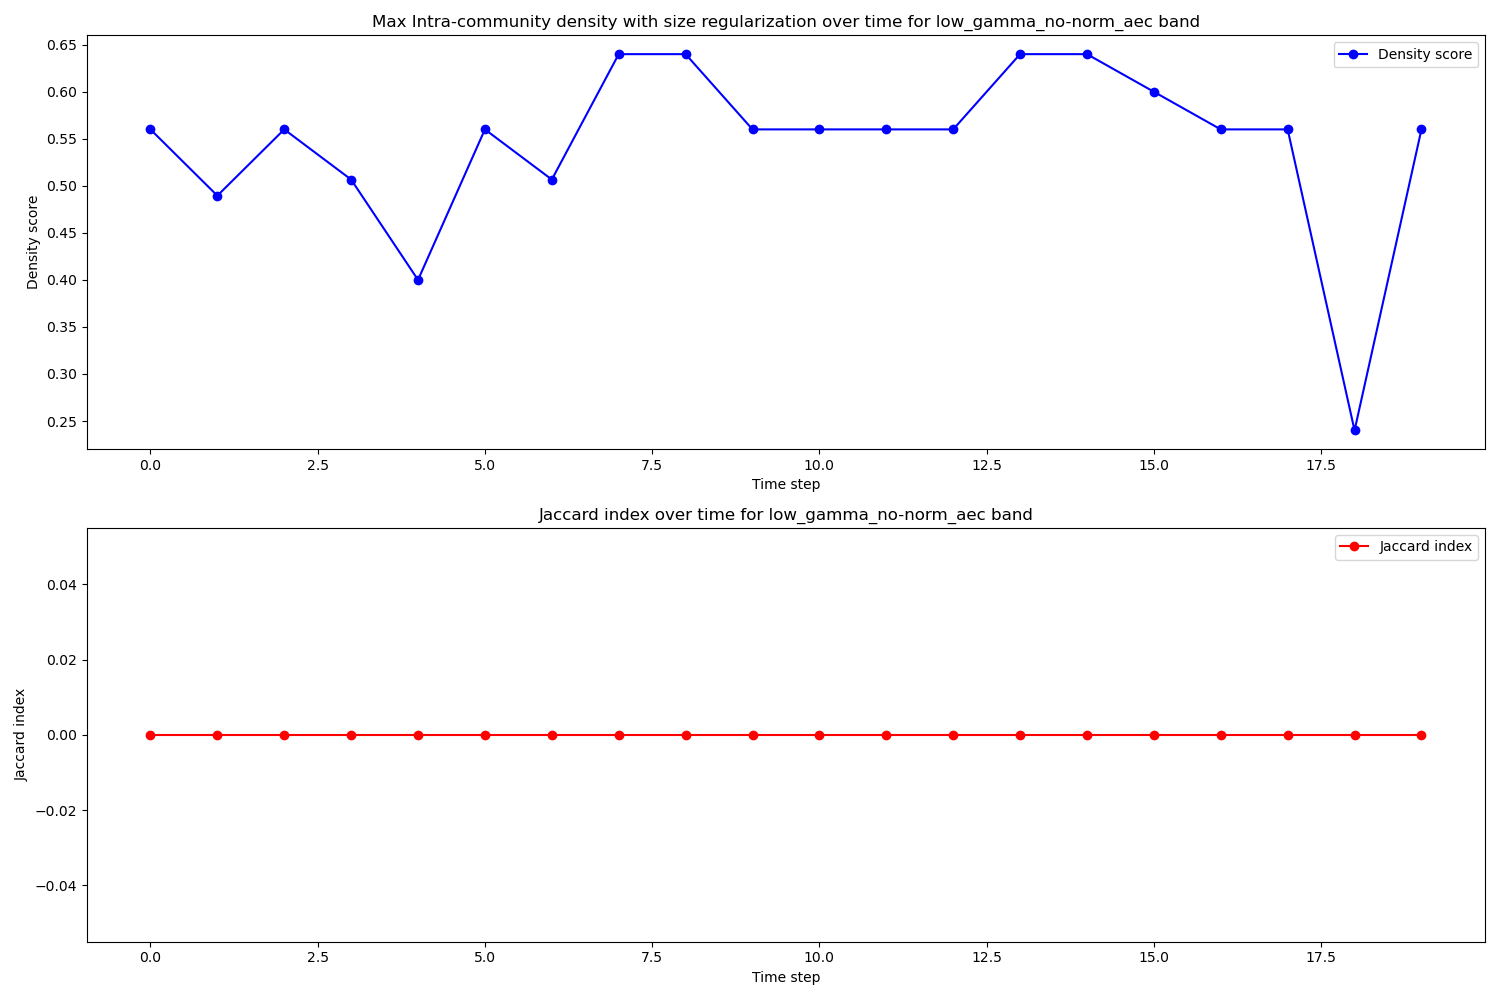 Max Intra-community density with size regularization over time for low_gamma_no-norm_aec band
Density score
0.65
0.60
0.55
0.50
0.45
0.40
0.35
0.30
0.25
Density score
0.0 2.5 5.0 7.5 10.0 12.5 15.0 17.5
Time step
Jaccard index over time for low_gamma_no-norm_aec band
Jaccard index
0.04
0.02
0.00
−0.02
−0.04
Jaccard index
0.0 2.5 5.0 7.5 10.0 12.5 15.0 17.5
Time step